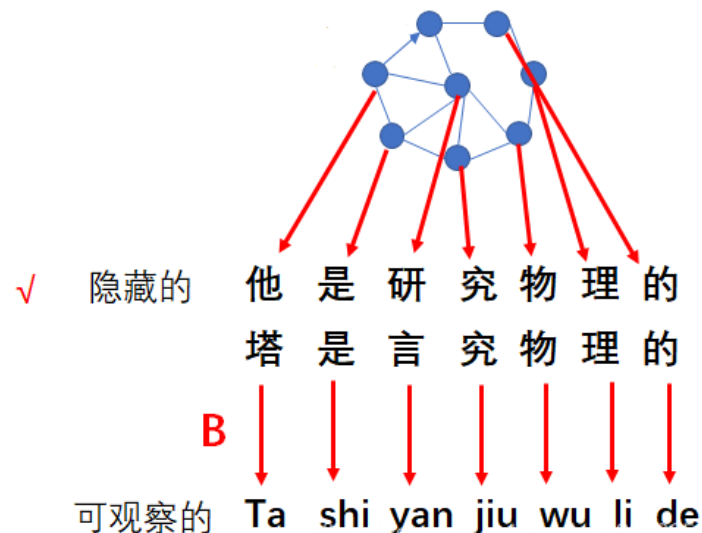 √ 隐藏的 他 是 研 究 物 理 的
塔 是 言 究 物 理 的
B
可观察的 Ta shi yan jiu wu li de